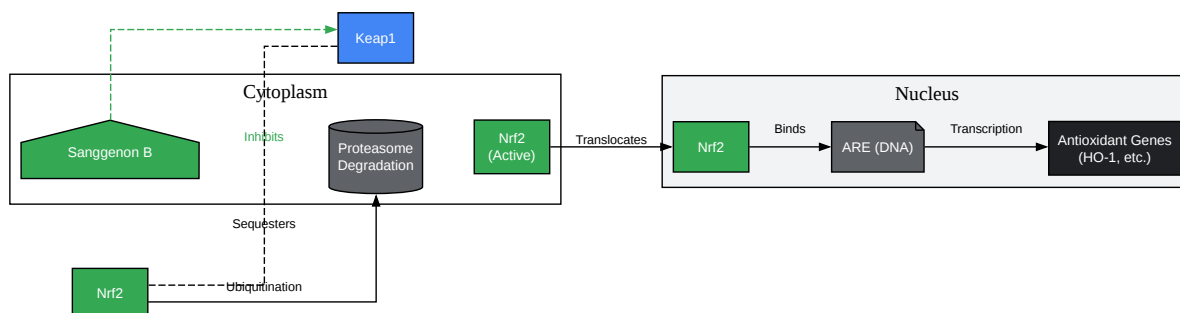 Keap1
Cytoplasm
Nucleus
Sanggenon B
Inhibits
Proteasome
Degradation
Nrf2
(Active)
Translocates
Nrf2
Binds
ARE (DNA)
Transcription
Antioxidant Genes
(HO-1, etc.)
Sequesters
Nrf2
Ubiquitination